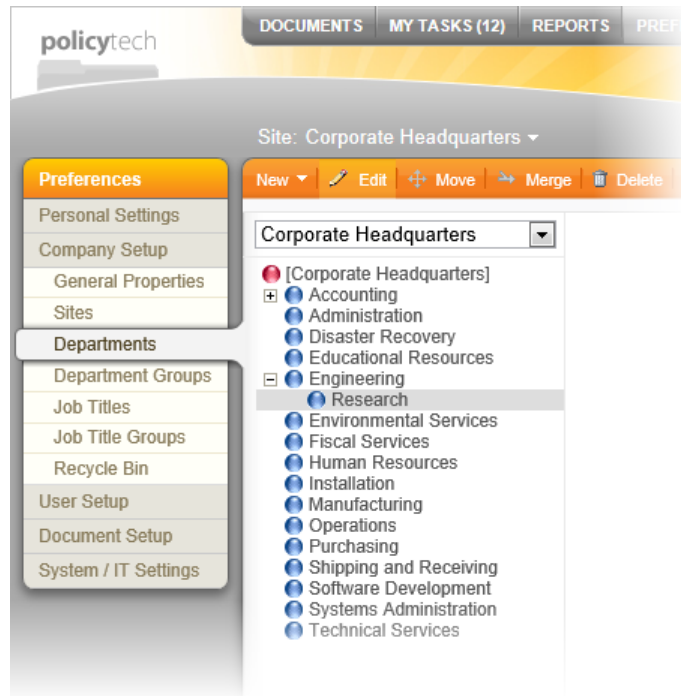 policytech
DOCUMENTS MY TASKS (12) REPORTS
Site: Corporate Headquarters
Preferences
New Edit Move Merge Delete
Personal Settings
Company Setup
General Properties
Sites
Departments
Department Groups
Job Titles
Job Title Groups
Recycle Bin
User Setup
Document Setup
System / IT Settings
Corporate Headquarters
[Corporate Headquarters]
Accounting
Administration
Disaster Recovery
Educational Resources
Engineering
Research
Environmental Services
Fiscal Services
Human Resources
Installation
Manufacturing
Operations
Purchasing
Shipping and Receiving
Software Development
Systems Administration
Technical Services